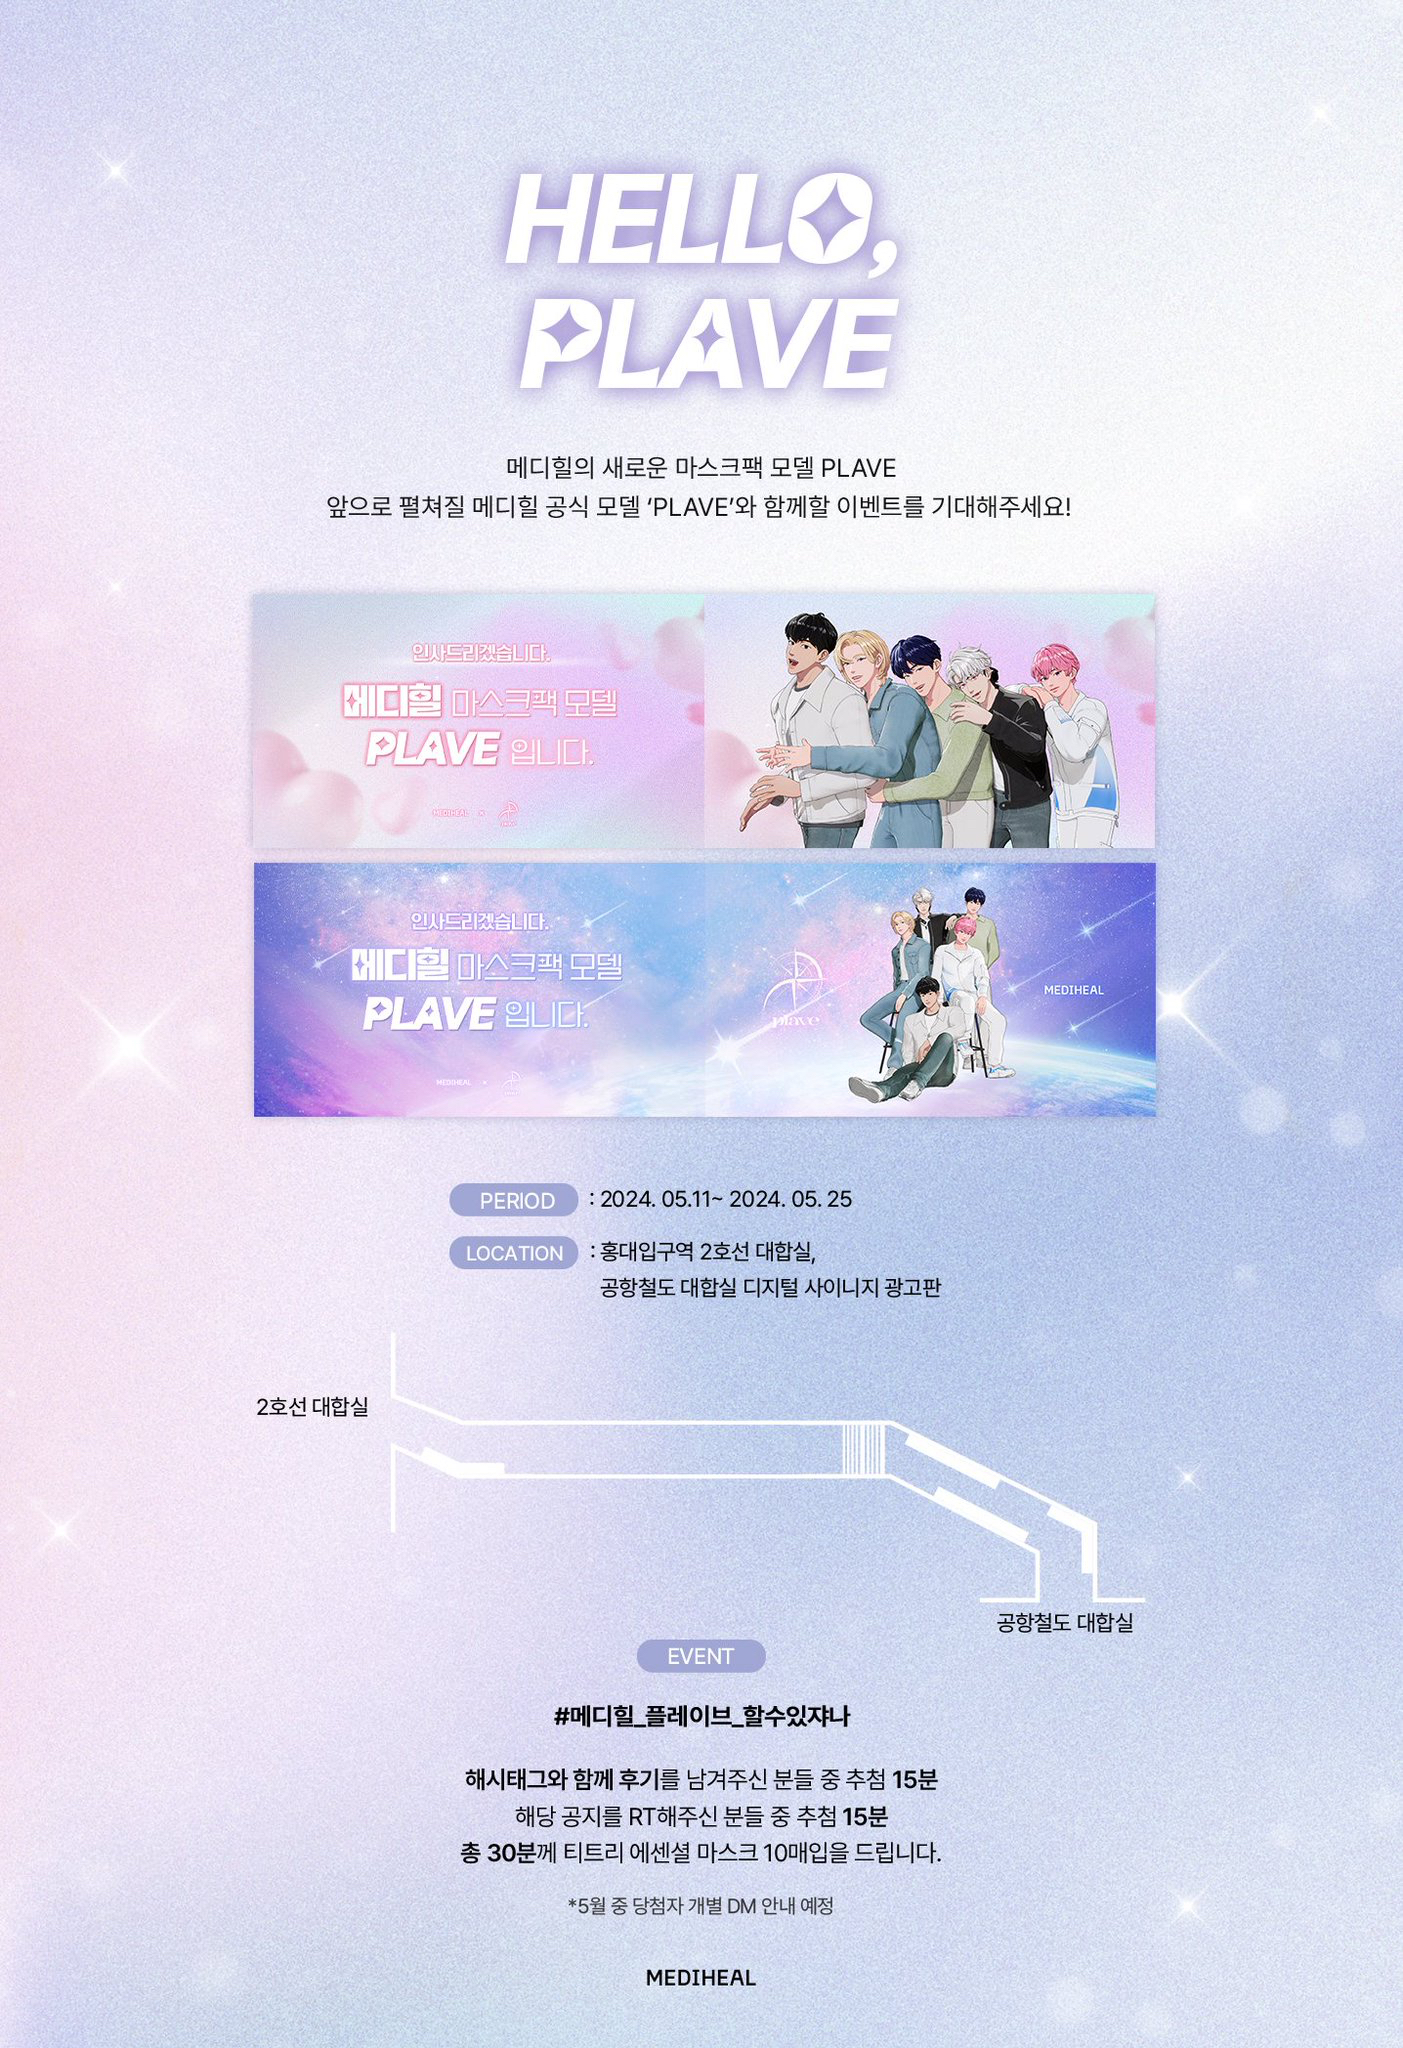 HELLO,
PLAVE
메디힐의 새로운 마스크팩 모델 PLAVE
앞으로 펼쳐질 메디힐 공식 모델 ‘PLAVE’와 함께할 이벤트를 기대해주세요!
인사드리겠습니다.
메디힐 마스크팩 모델
PLAVE 입니다.
MEDIHEAL ×
인사드리겠습니다.
메디힐 마스크팩 모델
PLAVE 입니다.
MEDIHEAL ×
plave
MEDIHEAL
PERIOD : 2024. 05.11~ 2024. 05. 25
LOCATION : 홍대입구역 2호선 대합실,
공항철도 대합실 디지털 사이니지 광고판
2호선 대합실
공항철도 대합실
EVENT
#메디힐_플레이브_할수있쟈나
해시태그와 함께 후기를 남겨주신 분들 중 추첨 15분
해당 공지를 RT해주신 분들 중 추첨 15분
총 30분께 티트리 에센셜 마스크 10매입을 드립니다.
*5월 중 당첨자 개별 DM 안내 예정
MEDIHEAL